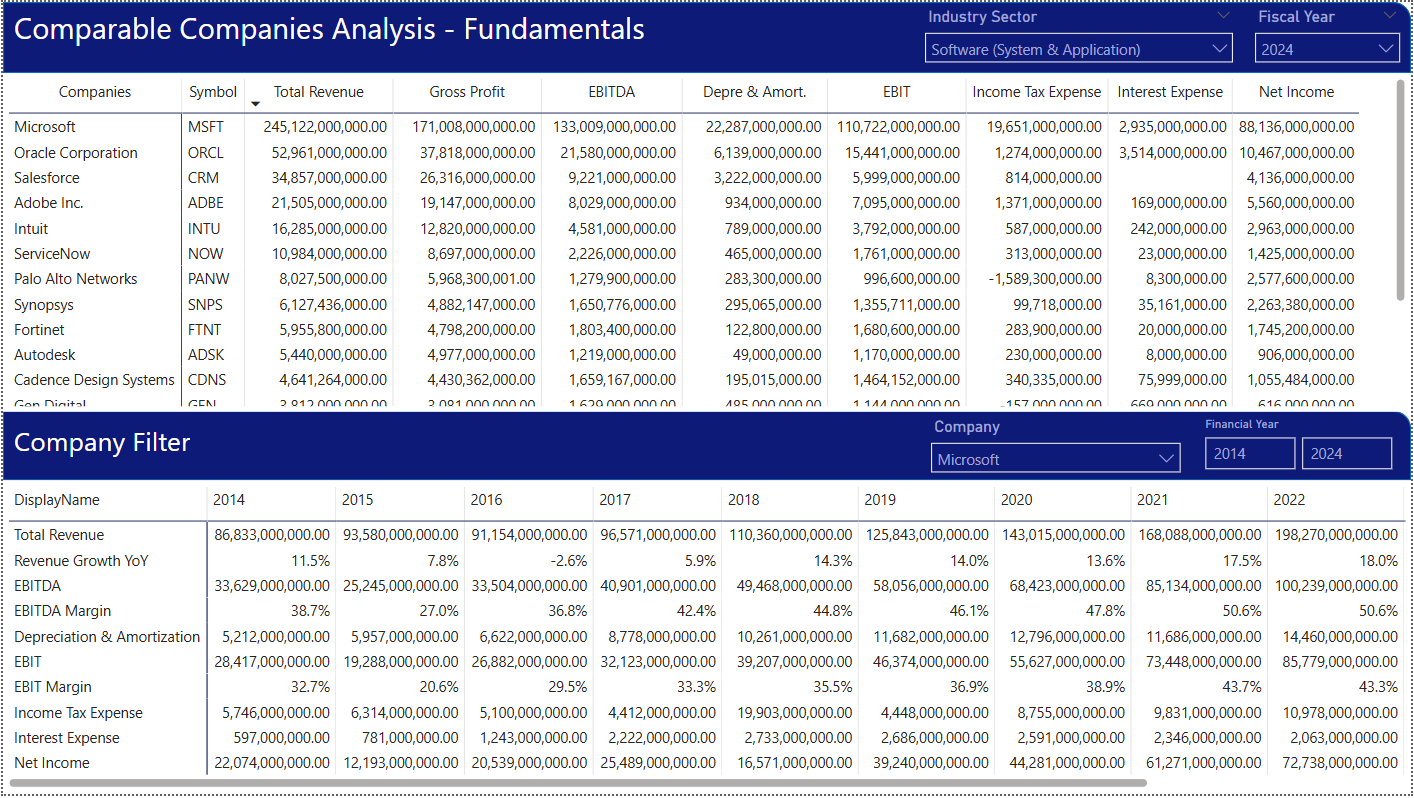 Comparable Companies Analysis - Fundamentals
Industry Sector
Software (System & Application)
Fiscal Year
2024
Companies Symbol Total Revenue Gross Profit EBITDA Depre & Amort. EBIT Income Tax Expense Interest Expense Net Income
Microsoft MSFT 245,122,000,000.00 171,008,000,000.00 133,009,000,000.00 22,287,000,000.00 110,722,000,000.00 19,651,000,000.00 2,935,000,000.00 88,136,000,000.00
Oracle Corporation ORCL 52,961,000,000.00 37,818,000,000.00 21,580,000,000.00 6,139,000,000.00 15,441,000,000.00 1,274,000,000.00 3,514,000,000.00 10,467,000,000.00
Salesforce CRM 34,857,000,000.00 26,316,000,000.00 9,221,000,000.00 3,222,000,000.00 5,999,000,000.00 814,000,000.00 4,136,000,000.00
Adobe Inc. ADBE 21,505,000,000.00 19,147,000,000.00 8,029,000,000.00 934,000,000.00 7,095,000,000.00 1,371,000,000.00 169,000,000.00 5,560,000,000.00
Intuit INTU 16,285,000,000.00 12,820,000,000.00 4,581,000,000.00 789,000,000.00 3,792,000,000.00 587,000,000.00 242,000,000.00 2,963,000,000.00
ServiceNow NOW 10,984,000,000.00 8,697,000,000.00 2,226,000,000.00 465,000,000.00 1,761,000,000.00 313,000,000.00 23,000,000.00 1,425,000,000.00
Palo Alto Networks PANW 8,027,500,000.00 5,968,300,001.00 1,279,900,000.00 283,300,000.00 996,600,000.00 -1,589,300,000.00 8,300,000.00 2,577,600,000.00
Synopsys SNPS 6,127,436,000.00 4,882,147,000.00 1,650,776,000.00 295,065,000.00 1,355,711,000.00 99,718,000.00 35,161,000.00 2,263,380,000.00
Fortinet FTNT 5,955,800,000.00 4,798,200,000.00 1,803,400,000.00 122,800,000.00 1,680,600,000.00 283,900,000.00 20,000,000.00 1,745,200,000.00
Autodesk ADSK 5,440,000,000.00 4,977,000,000.00 1,219,000,000.00 49,000,000.00 1,170,000,000.00 230,000,000.00 8,000,000.00 906,000,000.00
Cadence Design Systems CDNS 4,641,264,000.00 4,430,362,000.00 1,659,167,000.00 195,015,000.00 1,464,152,000.00 340,335,000.00 75,999,000.00 1,055,484,000.00
Gen Digital GEN 3,812,000,000.00 3,081,000,000.00 1,629,000,000.00 485,000,000.00 1,144,000,000.00 -157,000,000.00 669,000,000.00 616,000,000.00
Company Filter
Company
Microsoft
Financial Year
2014 2024
DisplayName 2014 2015 2016 2017 2018 2019 2020 2021 2022
Total Revenue 86,833,000,000.00 93,580,000,000.00 91,154,000,000.00 96,571,000,000.00 110,360,000,000.00 125,843,000,000.00 143,015,000,000.00 168,088,000,000.00 198,270,000,000.00
Revenue Growth YoY 11.5% 7.8% -2.6% 5.9% 14.3% 14.0% 13.6% 17.5% 18.0%
EBITDA 33,629,000,000.00 25,245,000,000.00 33,504,000,000.00 40,901,000,000.00 49,468,000,000.00 58,056,000,000.00 68,423,000,000.00 85,134,000,000.00 100,239,000,000.00
EBITDA Margin 38.7% 27.0% 36.8% 42.4% 44.8% 46.1% 47.8% 50.6% 50.6%
Depreciation & Amortization 5,212,000,000.00 5,957,000,000.00 6,622,000,000.00 8,778,000,000.00 10,261,000,000.00 11,682,000,000.00 12,796,000,000.00 11,686,000,000.00 14,460,000,000.00
EBIT 28,417,000,000.00 19,288,000,000.00 26,882,000,000.00 32,123,000,000.00 39,207,000,000.00 46,374,000,000.00 55,627,000,000.00 73,448,000,000.00 85,779,000,000.00
EBIT Margin 32.7% 20.6% 29.5% 33.3% 35.5% 36.9% 38.9% 43.7% 43.3%
Income Tax Expense 5,746,000,000.00 6,314,000,000.00 5,100,000,000.00 4,412,000,000.00 19,903,000,000.00 4,448,000,000.00 8,755,000,000.00 9,831,000,000.00 10,978,000,000.00
Interest Expense 597,000,000.00 781,000,000.00 1,243,000,000.00 2,222,000,000.00 2,733,000,000.00 2,686,000,000.00 2,591,000,000.00 2,346,000,000.00 2,063,000,000.00
Net Income 22,074,000,000.00 12,193,000,000.00 20,539,000,000.00 25,489,000,000.00 16,571,000,000.00 39,240,000,000.00 44,281,000,000.00 61,271,000,000.00 72,738,000,000.00